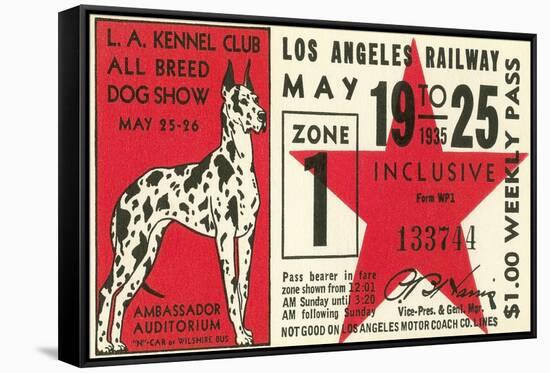 L. A. KENNEL CLUB
ALL BREED
DOG SHOW
MAY 25-26
AMBASSADOR
AUDITORIUM
"N"-CAR or WILSHIRE BUS
LOS ANGELES RAILWAY
MAY 19 TO 25
1935
ZONE
1
INCLUSIVE
Form WP1
133744
Pass bearer in fare
zone shown from 12:01
AM Sunday until 3:20
AM following Sunday
Vice-Pres. & Genl. Mgr.
NOT GOOD ON LOS ANGELES MOTOR COACH CO. LINES
$1.00 WEEKLY PASS